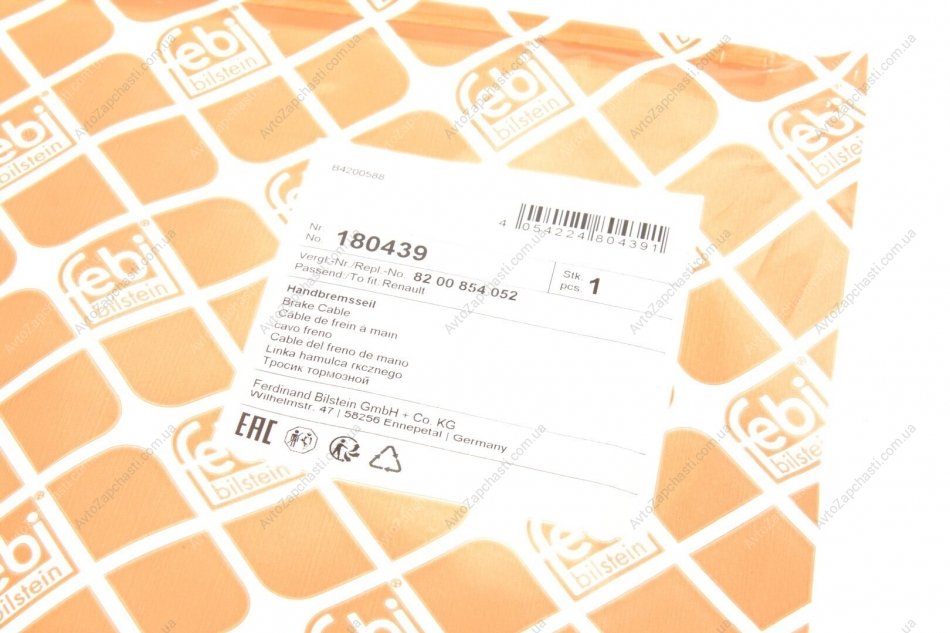 febi
bilstein
84200588
4 054224 804391
Nr
No. 180439
Vergl.-Nr./Repl.-No. 82 00 854 052
Passend./To fit: Renault
Stk
pcs. 1
Handbremsseil
Brake Cable
Câble de frein à main
cavo freno
Cable del freno de mano
Linka hamulca rкcznego
Тросик тормозной
Ferdinand Bilstein GmbH + Co. KG
Wilhelmstr. 47 | 58256 Ennepetal | Germany
EAC
AvtoZapchasti.com.ua